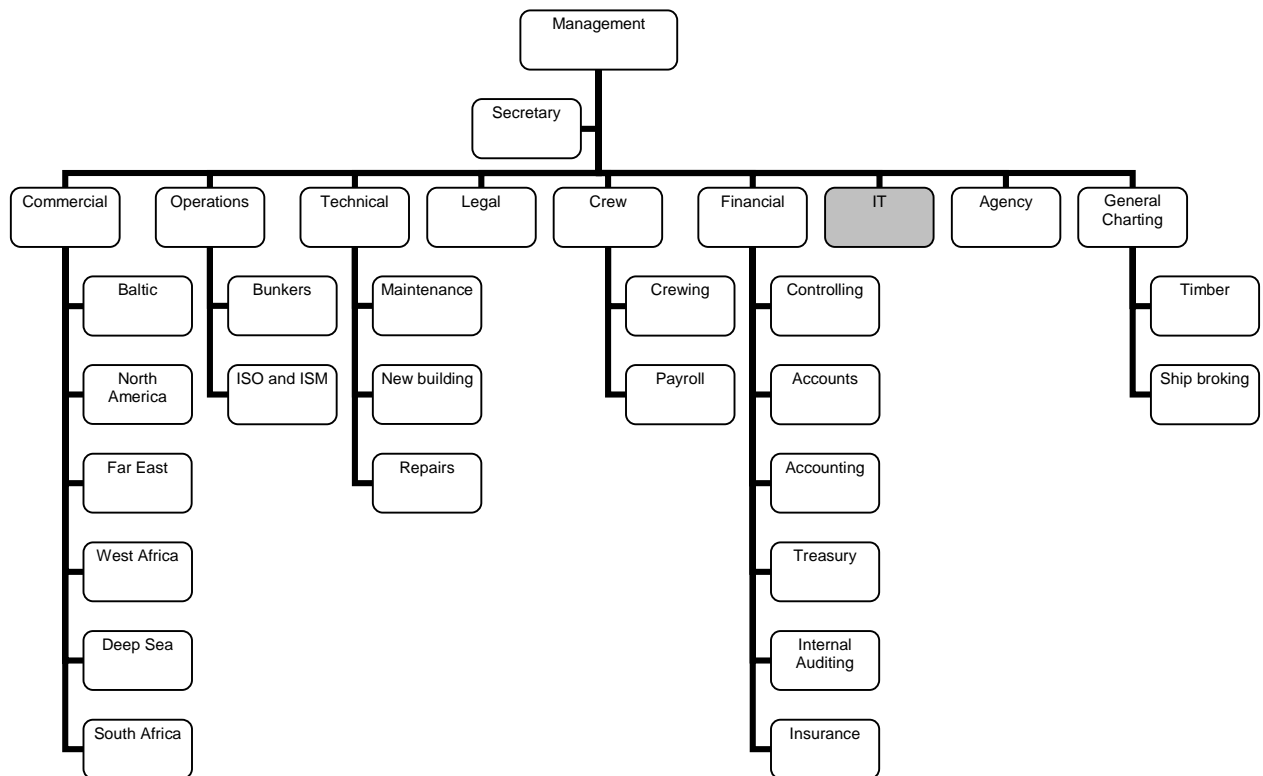 Management
Secretary
Commercial
Operations
Technical
Legal
Crew
Financial
IT
Agency
General
Charting
Baltic
Bunkers
Maintenance
Crewing
Controlling
Timber
North
America
ISO and ISM
New building
Payroll
Accounts
Ship broking
Far East
Repairs
Accounting
West Africa
Treasury
Deep Sea
Internal
Auditing
South Africa
Insurance